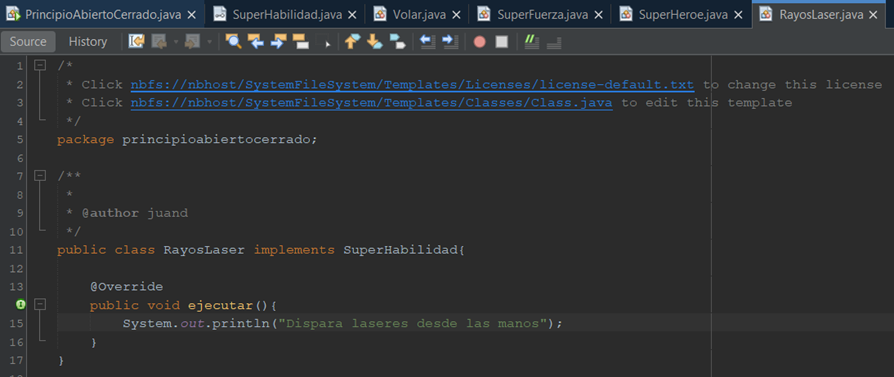 PrincipioAbiertoCerrado.java SuperHabilidad.java Volar.java SuperFuerza.java SuperHeroe.java RayosLaser.java
Source History
1 /*
2 * Click nbfs://nbhost/SystemFileSystem/Templates/Licenses/license-default.txt to change this license
3 * Click nbfs://nbhost/SystemFileSystem/Templates/Classes/Class.java to edit this template
4 */
5 package principioabiertocerrado;
6
7 /**
8 *
9 * @author juand
10 */
11 public class RayosLaser implements SuperHabilidad{
12
13 @Override
public void ejecutar(){
15 System.out.println("Dispara laseres desde las manos");
16 }
17 }